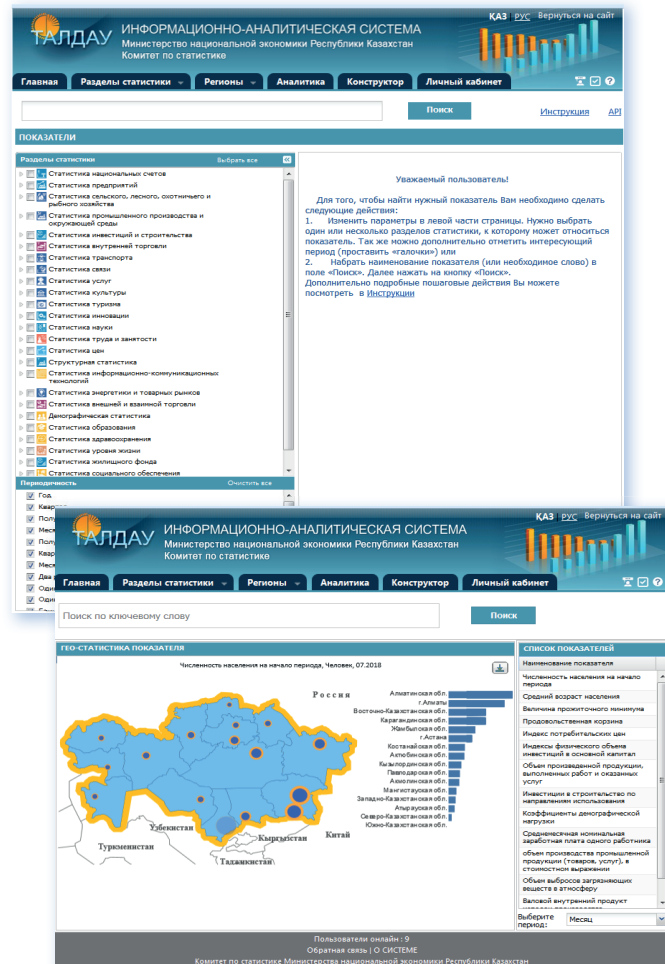 ҚАЗ | РУС Вернуться на сайт
ТАЛДАУ
ИНФОРМАЦИОННО-АНАЛИТИЧЕСКАЯ СИСТЕМА
Министерство национальной экономики Республики Казахстан
Комитет по статистике
Главная Разделы статистики Регионы Аналитика Конструктор Личный кабинет
Поиск Инструкция API
ПОКАЗАТЕЛИ
Разделы статистики Выбрать все
Статистика национальных счетов
Статистика предприятий
Статистика сельского, лесного, охотничьего и
рыбного хозяйства
Статистика промышленного производства и
окружающей среды
Статистика инвестиций и строительства
Статистика внутренней торговли
Статистика транспорта
Статистика связи
Статистика услуг
Статистика культуры
Статистика туризма
Статистика инновации
Статистика науки
Статистика труда и занятости
Статистика цен
Структурная статистика
Статистика информационно-коммуникационных
технологий
Статистика энергетики и товарных рынков
Статистика внешней и взаимной торговли
Демографическая статистика
Статистика образования
Статистика здравоохранения
Статистика уровня жизни
Статистика жилищного фонда
Статистика социального обеспечения
Периодичность Очистить все
Год
Уважаемый пользователь!
Для того, чтобы найти нужный показатель Вам необходимо сделать
следующие действия:
1. Изменить параметры в левой части страницы. Нужно выбрать
один или несколько разделов статистики, к которому может относиться
показатель. Так же можно дополнительно отметить интересующий
период (проставить «галочки») или
2. Набрать наименование показателя (или необходимое слово) в
поле «Поиск». Далее нажать на кнопку «Поиск».
Дополнительно подробные пошаговые действия Вы можете
посмотреть в Инструкции
ҚАЗ | РУС Вернуться на сайт
ТАЛДАУ
ИНФОРМАЦИОННО-АНАЛИТИЧЕСКАЯ СИСТЕМА
Министерство национальной экономики Республики Казахстан
Комитет по статистике
Главная Разделы статистики Регионы Аналитика Конструктор Личный кабинет
Поиск по ключевому слову Поиск
ГЕО-СТАТИСТИКА ПОКАЗАТЕЛЯ
Численность населения на начало периода, Человек, 07.2018
Россия
Узбекистан
Туркменистан
Кыргызстан
Таджикистан
Китай
Алматинская обл.
г.Алматы
Восточно-Казахстанская обл.
Карагандинская обл.
Жамбылская обл.
г.Астана
Костанайская обл.
Актюбинская обл.
Кызылординская обл.
Павлодарская обл.
Акмолинская обл.
Мангистауская обл.
Западно-Казахстанская обл.
Атырауская обл.
Северо-Казахстанская обл.
Южно-Казахстанская обл.
СПИСОК ПОКАЗАТЕЛЕЙ
Наименование показателя
Численность населения на начало
периода
Средний возраст населения
Величина прожиточного минимума
Продовольственная корзина
Индекс потребительских цен
Индексы физического объема
инвестиций в основной капитал
Объем произведенной продукции,
выполненных работ и оказанных
услуг
Инвестиции в строительство по
направлениям использования
Коэффициенты демографической
нагрузки
Среднемесячная номинальная
заработная плата одного работника
объем производства промышленной
продукции (товаров, услуг), в
стоимостном выражении
Объем выбросов загрязняющих
веществ в атмосферу
Валовой внутренний продукт
Выберите
период: Месяц
Пользователи онлайн : 9
Обратная связь | О СИСТЕМЕ
Комитет по статистике Министерства национальной экономики Республики Казахстан